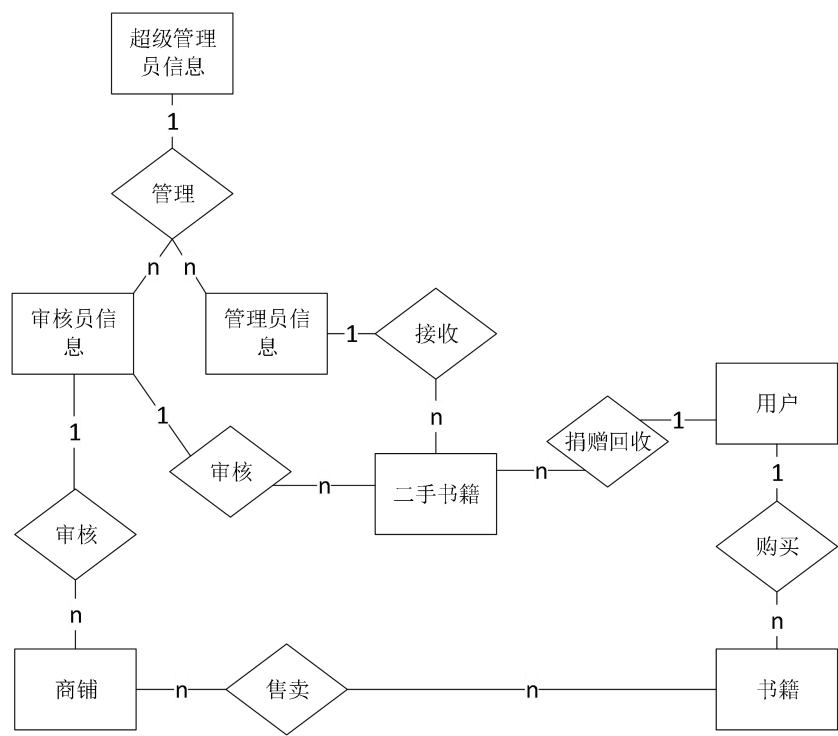 超级管理
员信息
1
管理
n
n
审核员信
息
管理员信
息
1
接收
n
1
1
审核
n
二手书籍
n
捐赠回收
1
用户
1
购买
n
审核
n
商铺
n
售卖
n
书籍